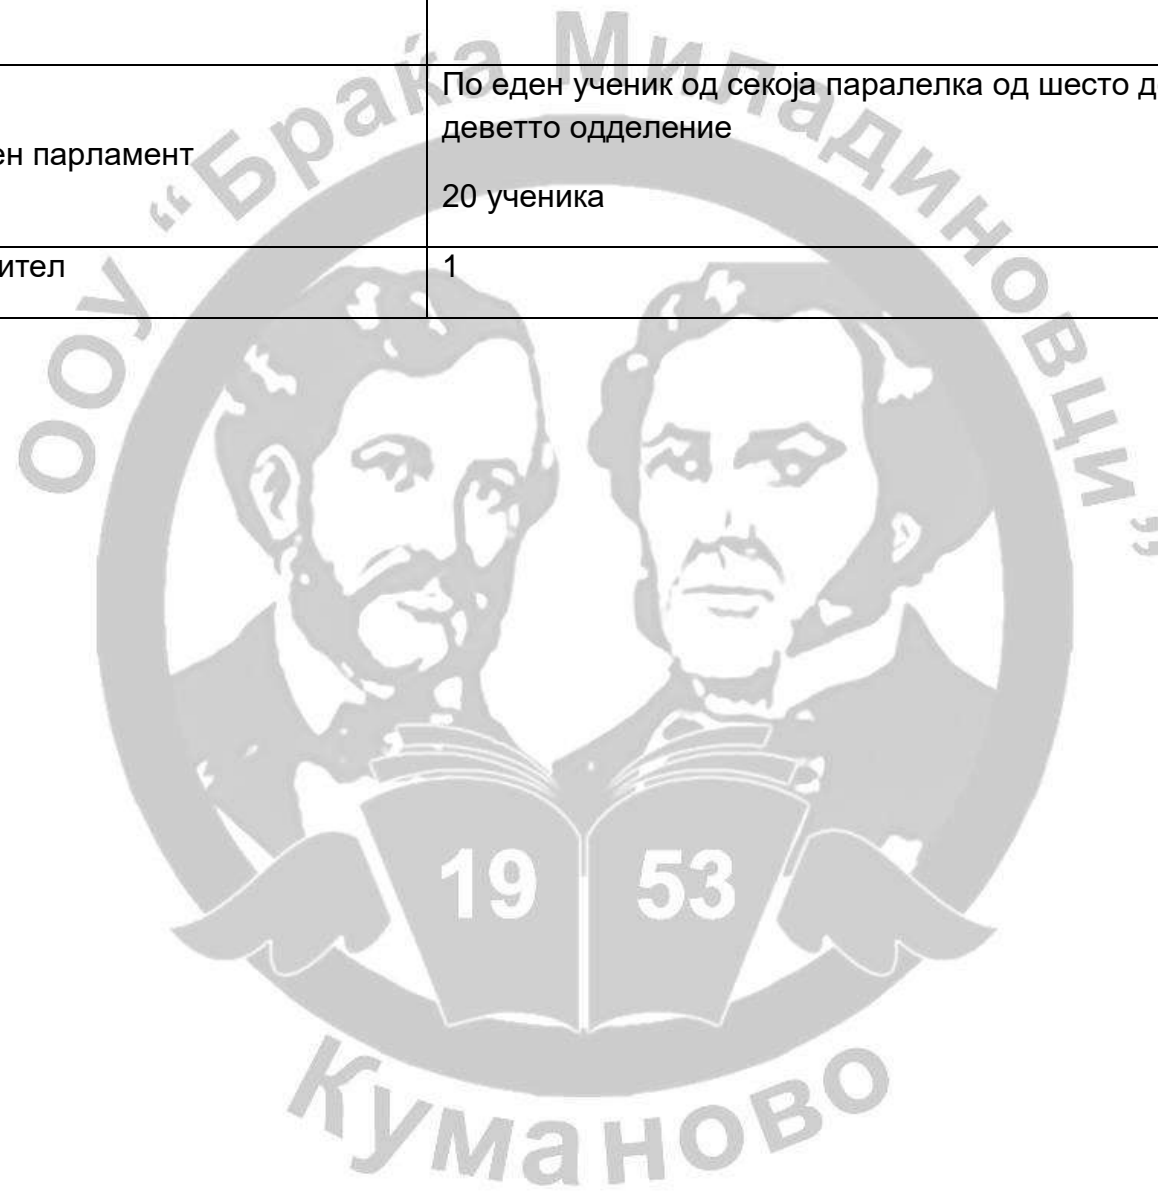 По еден ученик од секоја паралелка од шесто д
деветто одделение
ен парламент
20 ученика
ител
1
ООУ “Браќа Миладиновци”
19 53
Куманово